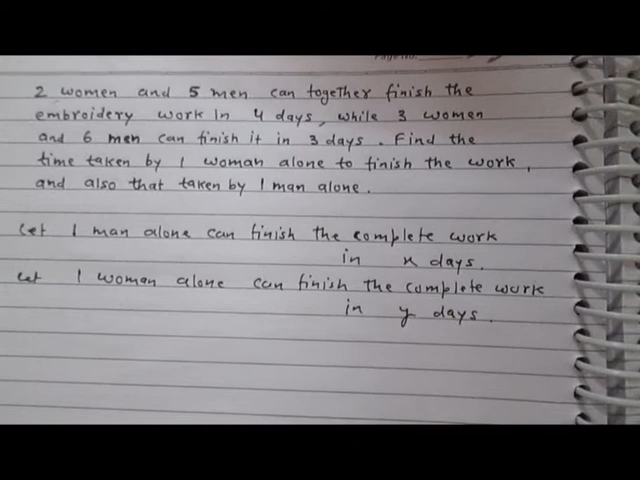 Page No.
2 women and 5 men can together finish the
embroidery work in 4 days, while 3 women
and 6 men can finish it in 3 days. Find the
time taken by 1 woman alone to finish the work,
and also that taken by 1 man alone.
Let 1 man alone can finish the complete work
in x days.
Let 1 woman alone can finish the complete work
in y days.